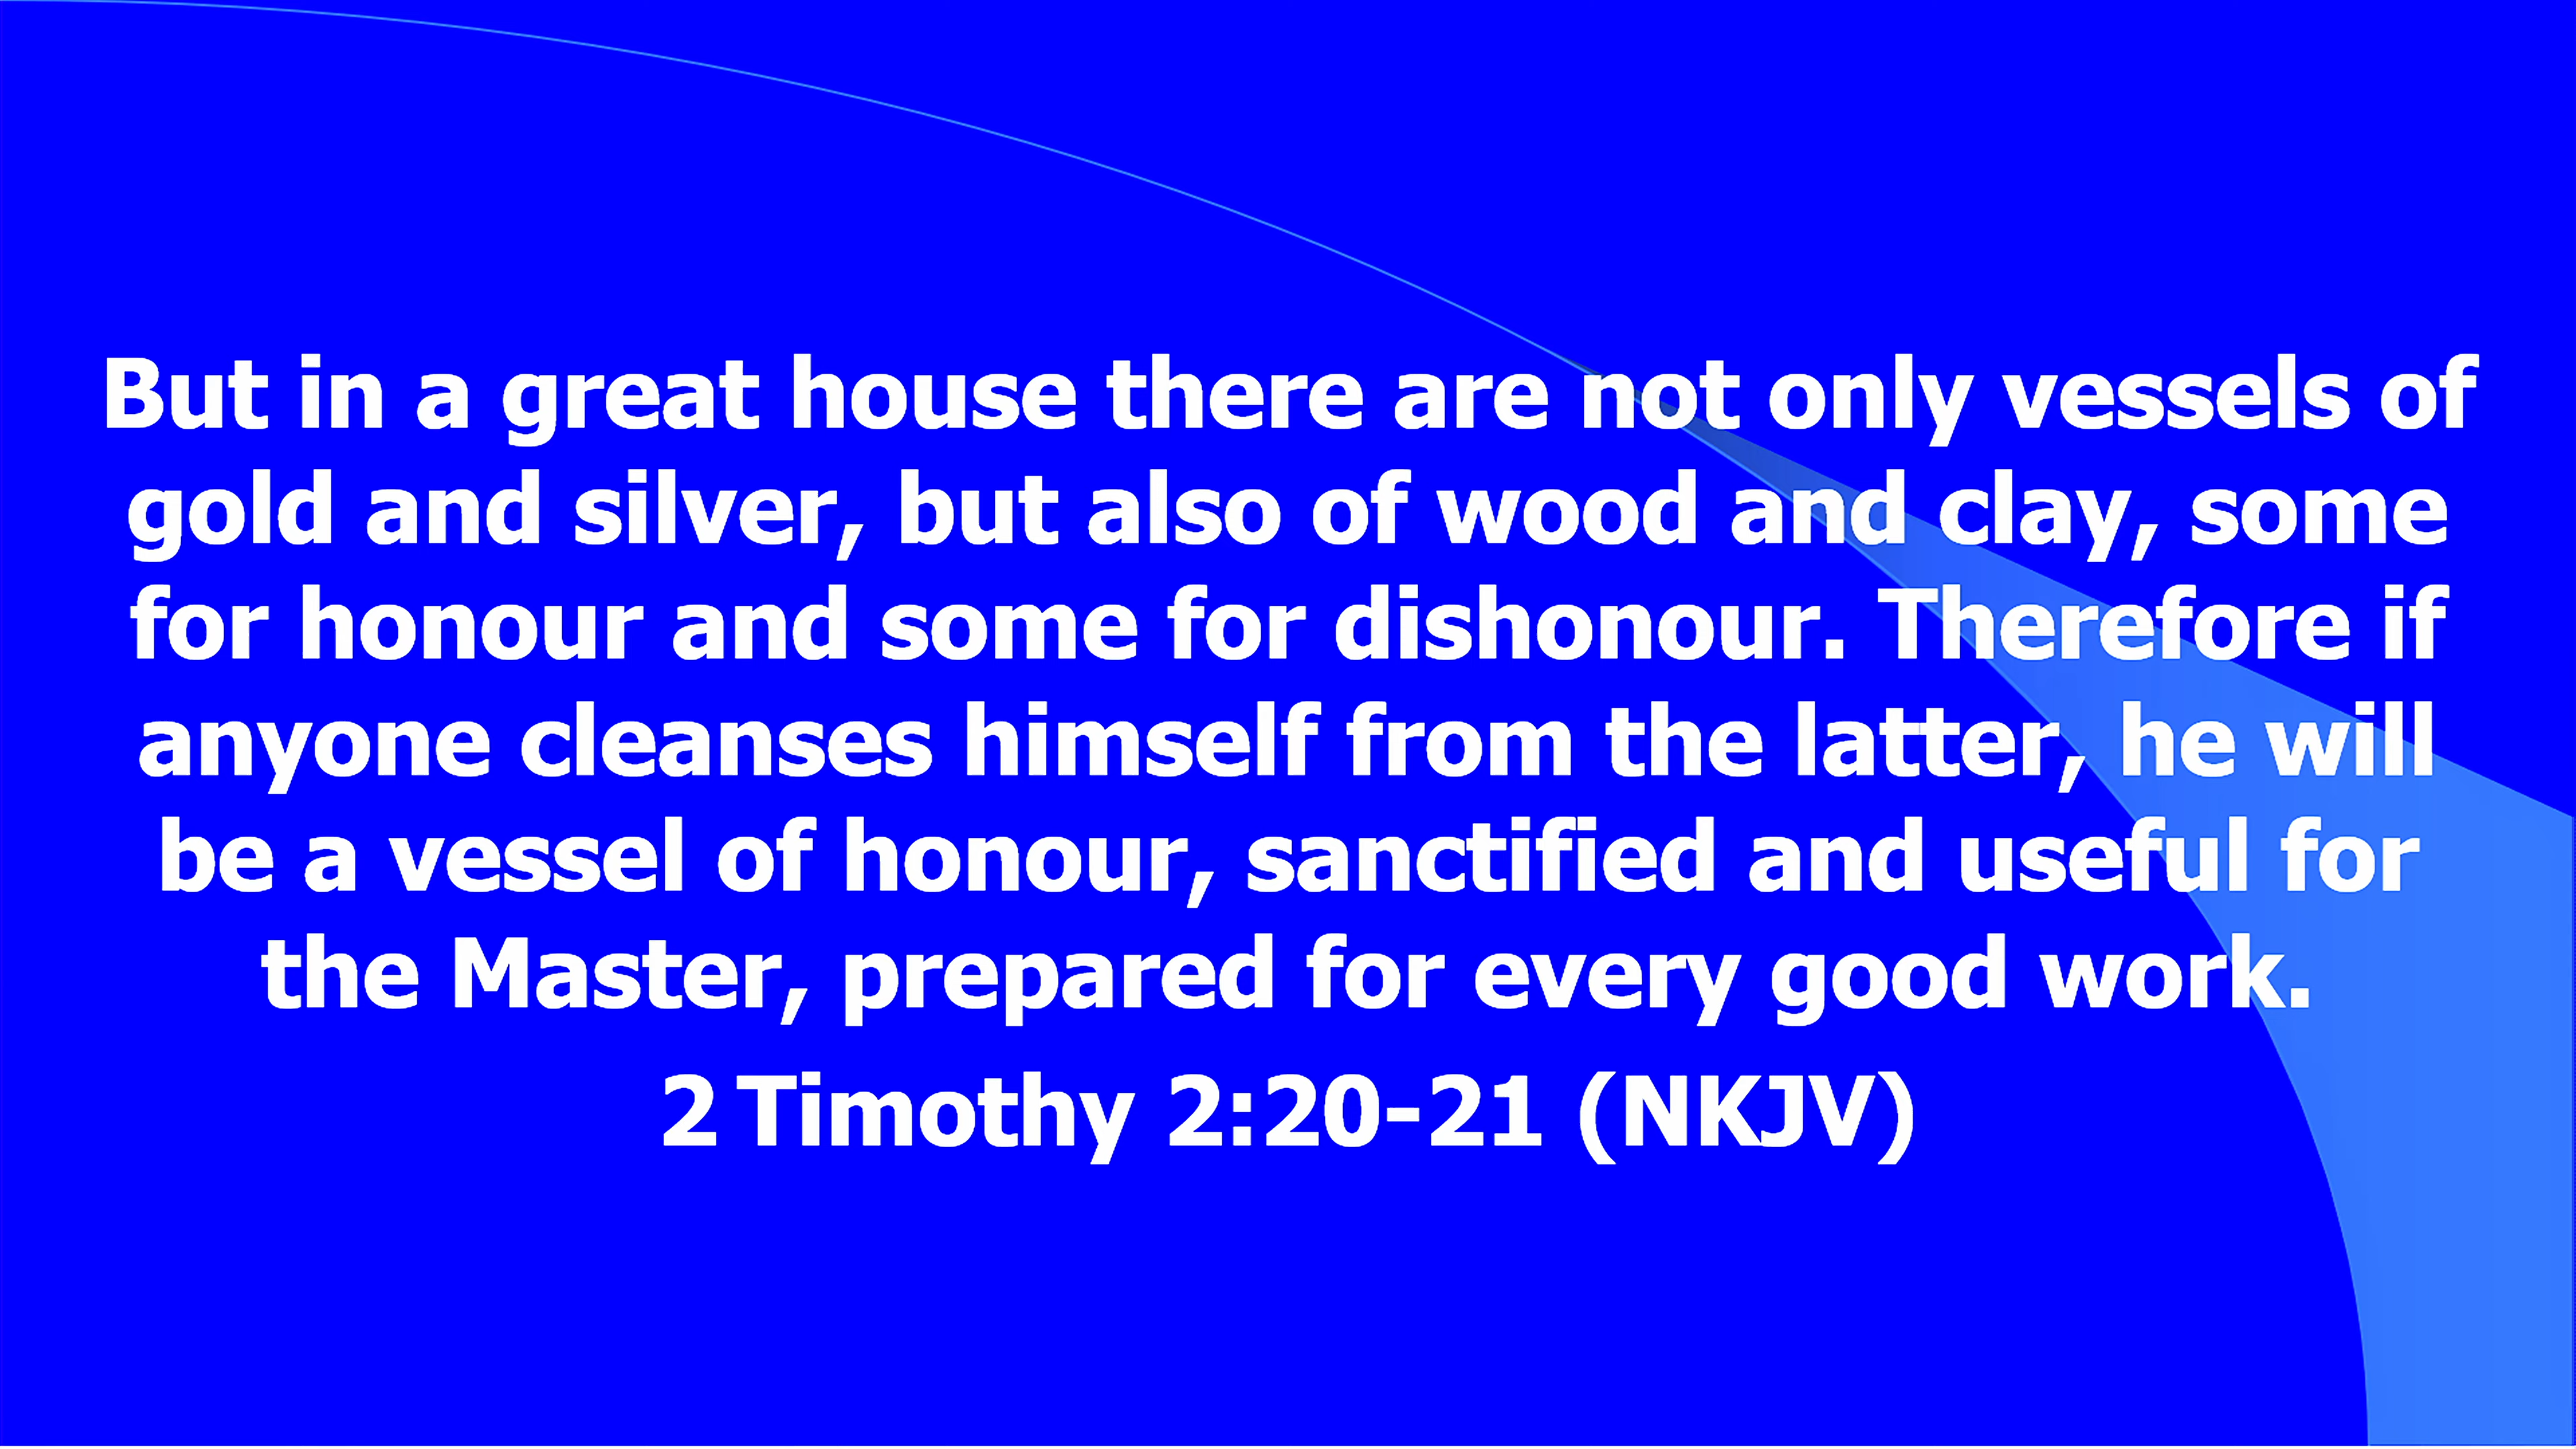 But in a great house there are not only vessels of
gold and silver, but also of wood and clay, some
for honour and some for dishonour. Therefore if
anyone cleanses himself from the latter, he will
be a vessel of honour, sanctified and useful for
the Master, prepared for every good work.
2 Timothy 2:20-21 (NKJV)